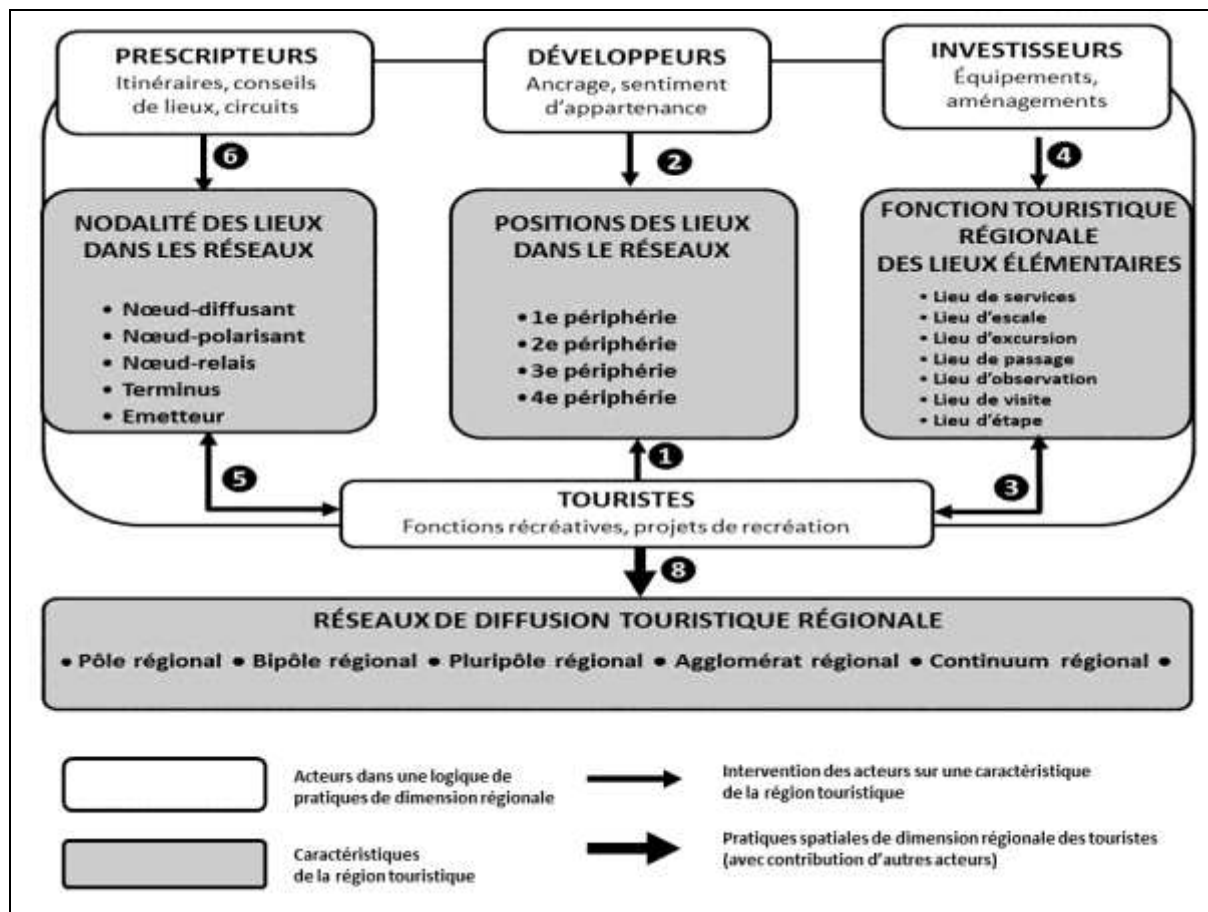 PRESCRIPTEURS
Itinéraires, conseils
de lieux, circuits
DÉVELOPPEURS
Ancrage, sentiment
d'appartenance
INVESTISSEURS
Équipements,
aménagements
6
2
4
NODALITÉ DES LIEUX
DANS LES RÉSEAUX
• Nœud-diffusant
• Nœud-polarisant
• Nœud-relais
• Terminus
• Emetteur
POSITIONS DES LIEUX
DANS LE RÉSEAUX
• 1e périphérie
• 2e périphérie
• 3e périphérie
• 4e périphérie
FONCTION TOURISTIQUE
RÉGIONALE
DES LIEUX ÉLÉMENTAIRES
• Lieu de services
• Lieu d'escale
• Lieu d'excursion
• Lieu de passage
• Lieu d'observation
• Lieu de visite
• Lieu d'étape
5
1
3
TOURISTES
Fonctions récréatives, projets de recréation
8
RÉSEAUX DE DIFFUSION TOURISTIQUE RÉGIONALE
• Pôle régional • Bipôle régional • Pluripôle régional • Agglomérat régional • Continuum régional •
Acteurs dans une logique de
pratiques de dimension régionale
Intervention des acteurs sur une caractéristique
de la région touristique
Caractéristiques
de la région touristique
Pratiques spatiales de dimension régionale des touristes
(avec contribution d'autres acteurs)